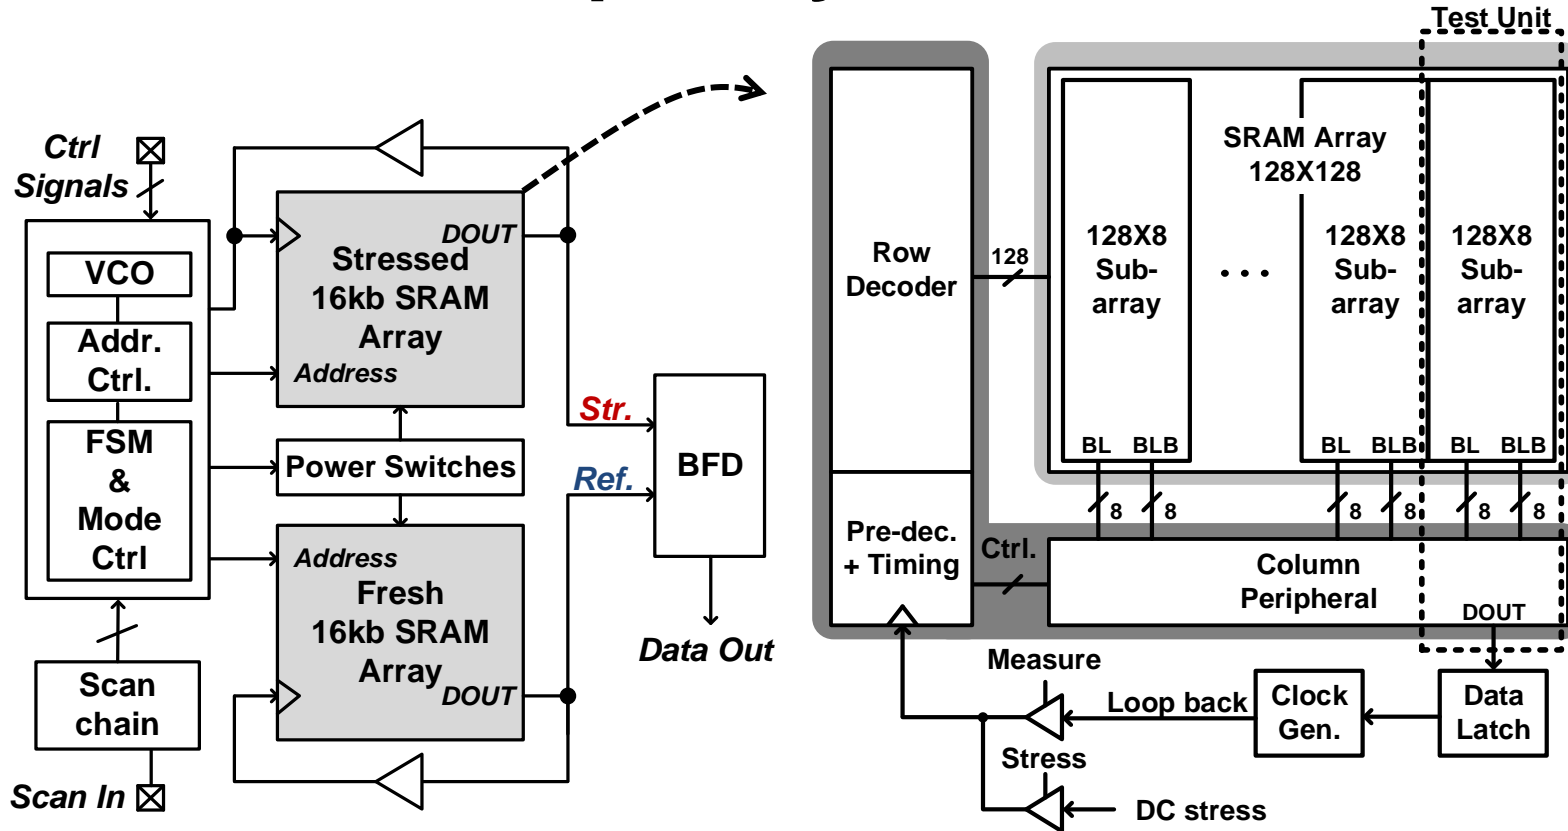 Test Unit
Ctrl
Signals
VCO
Addr.
Ctrl.
FSM
&
Mode
Ctrl
Scan
chain
Scan In
DOUT
Stressed
16kb SRAM
Array
Address
Power Switches
Address
Fresh
16kb SRAM
Array
DOUT
Str.
Ref.
BFD
Data Out
Row
Decoder
128
Pre-dec.
+ Timing
Ctrl.
SRAM Array
128X128
128X8
Sub-
array
...
128X8
Sub-
array
128X8
Sub-
array
BL BLB
BL BLB
BL BLB
8 8
8 8
8 8
Column
Peripheral
DOUT
Measure
Loop back
Clock
Gen.
Data
Latch
Stress
DC stress